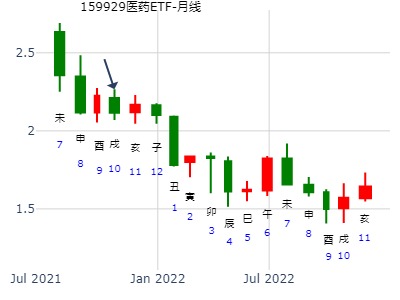 159929医药ETF-月线
2.5
2
1.5
未
7
申
8
酉
9
戌
10
亥
11
子
12
丑
1
寅
2
卯
3
辰
4
巳
5
午
6
未
7
申
8
酉
9
戌
10
亥
11
Jul 2021
Jan 2022
Jul 2022